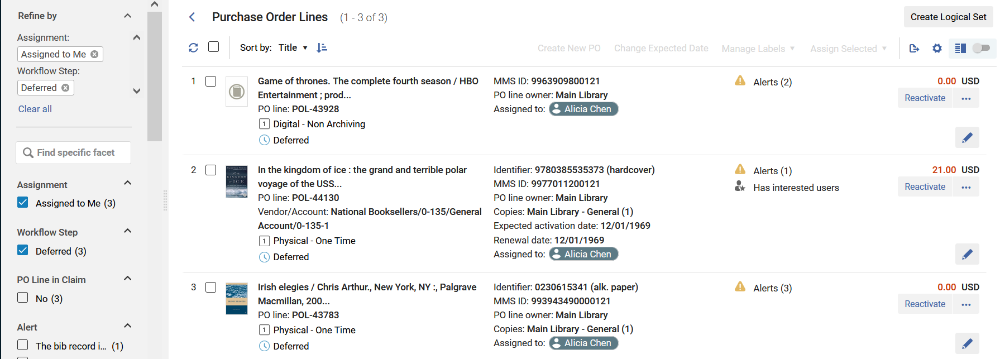 Refine by
Assignment:
Assigned to Me
Workflow Step:
Deferred
Clear all
Find specific facet
Assignment
Assigned to Me (3)
Workflow Step
Deferred (3)
PO Line in Claim
No (3)
Alert
The bib record i... (1)
Purchase Order Lines (1 - 3 of 3)
Create Logical Set
Sort by: Title
Create New PO
Change Expected Date
Manage Labels
Assign Selected
1
Game of thrones. The complete fourth season / HBO
Entertainment ; prod...
PO line: POL-43928
1 Digital - Non Archiving
Deferred
MMS ID: 9963909800121
PO line owner: Main Library
Assigned to: Alicia Chen
Alerts (2)
0.00 USD
Reactivate
2
In the kingdom of ice : the grand and terrible polar
voyage of the USS...
PO line: POL-44130
Vendor/Account: National Booksellers/0-135/General
Account/0-135-1
1 Physical - One Time
Deferred
Identifier: 9780385535373 (hardcover)
MMS ID: 9977011200121
PO line owner: Main Library
Copies: Main Library - General (1)
Expected activation date: 12/01/1969
Renewal date: 12/01/1969
Assigned to: Alicia Chen
Alerts (1)
Has interested users
21.00 USD
Reactivate
3
Irish elegies / Chris Arthur., New York, NY :, Palgrave
Macmillan, 200...
PO line: POL-43783
1 Physical - One Time
Deferred
Identifier: 0230615341 (alk. paper)
MMS ID: 993943490000121
PO line owner: Main Library
Copies: Main Library - General (1)
Assigned to: Alicia Chen
Alerts (3)
0.00 USD
Reactivate